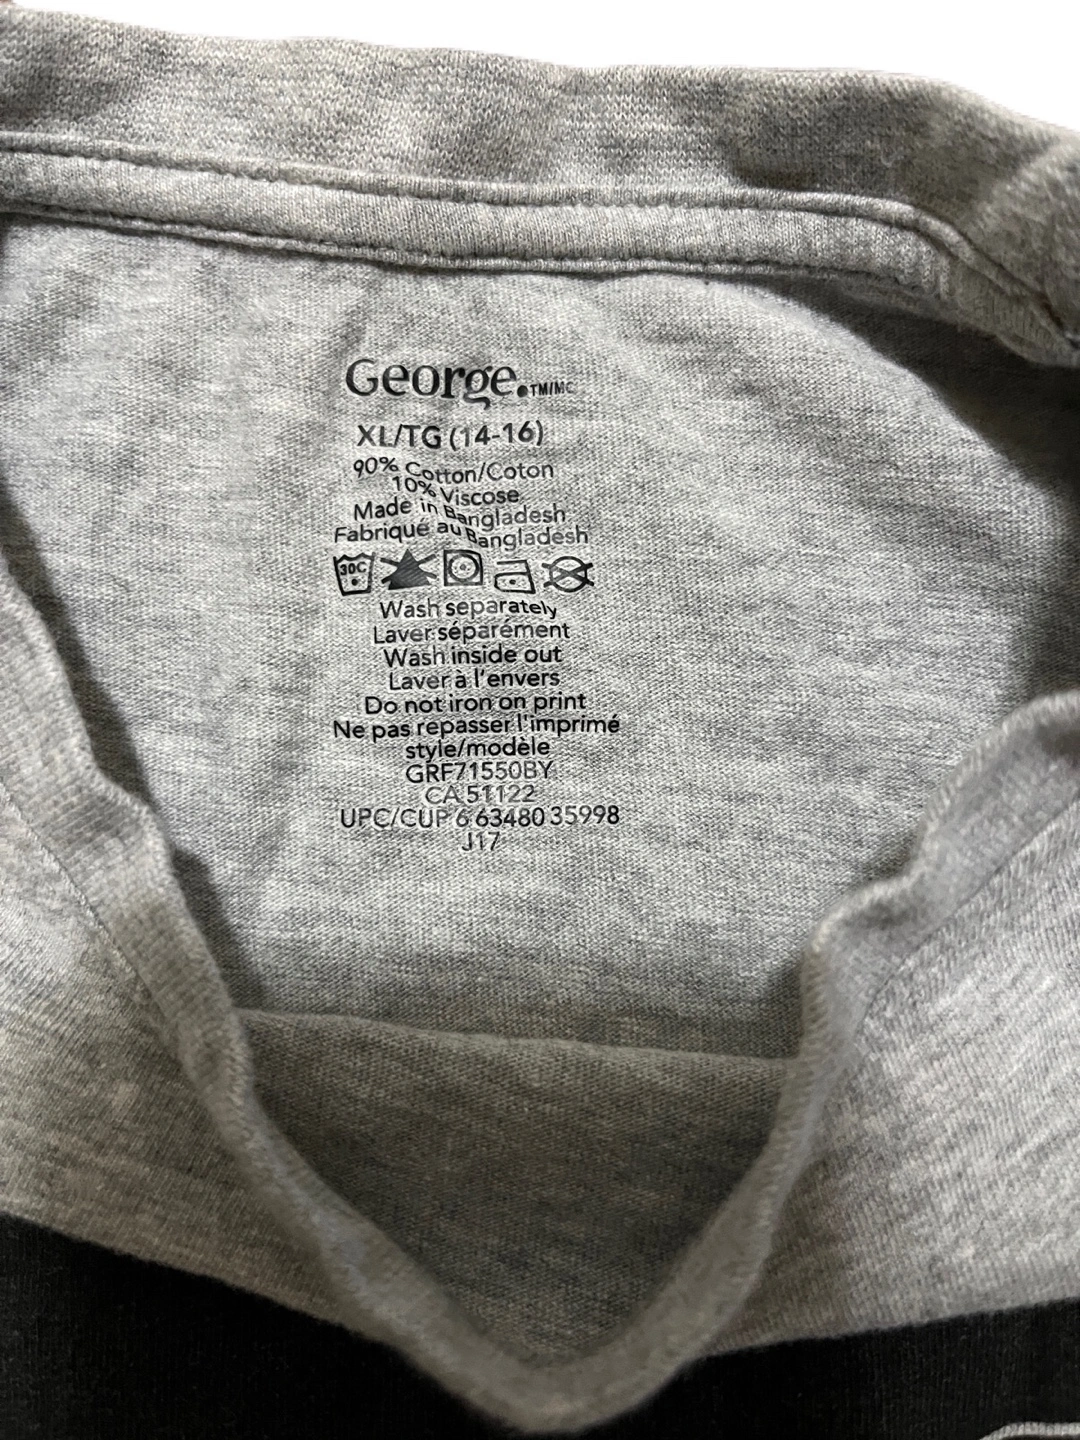 George.TM/MC
XL/TG (14-16)
90% Cotton/Coton
10% Viscose
Made in Bangladesh
Fabriqué au Bangladesh
30C
Wash separately
Laver séparément
Wash inside out
Laver à l'envers
Do not iron on print
Ne pas repasser l'imprimé
style/modèle
GRF71550BY
CA 51122
UPC/CUP 6 63480 35998
J17